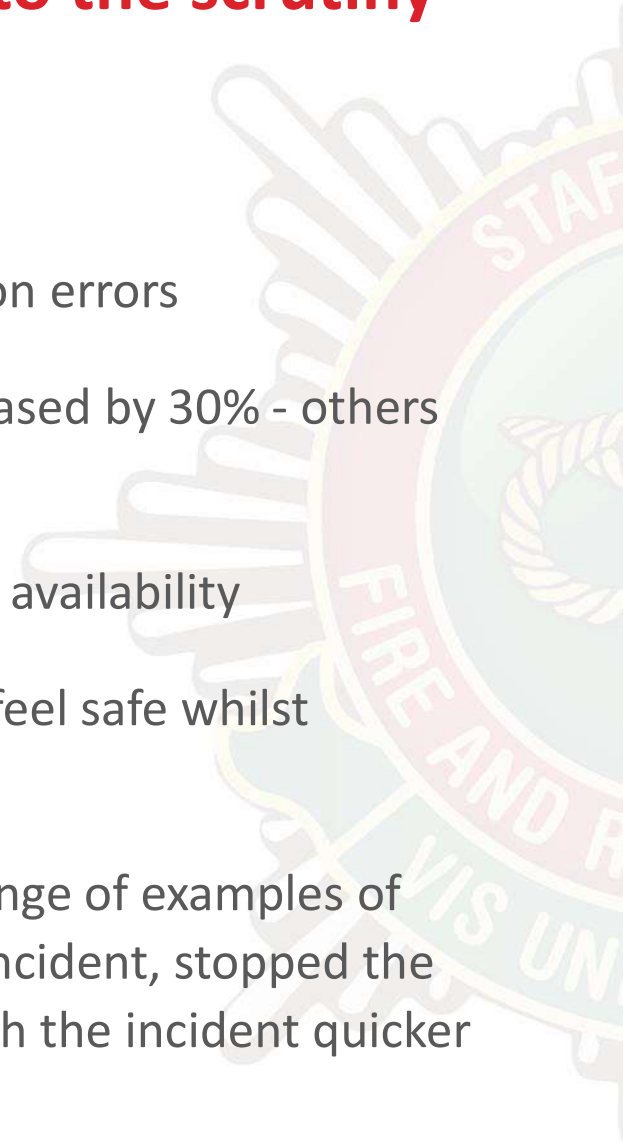 to the scrutiny
on errors
ased by 30% - others
availability
feel safe whilst
nge of examples of
ncident, stopped the
h the incident quicker
STAF
FIRE AND R
VIS UNI